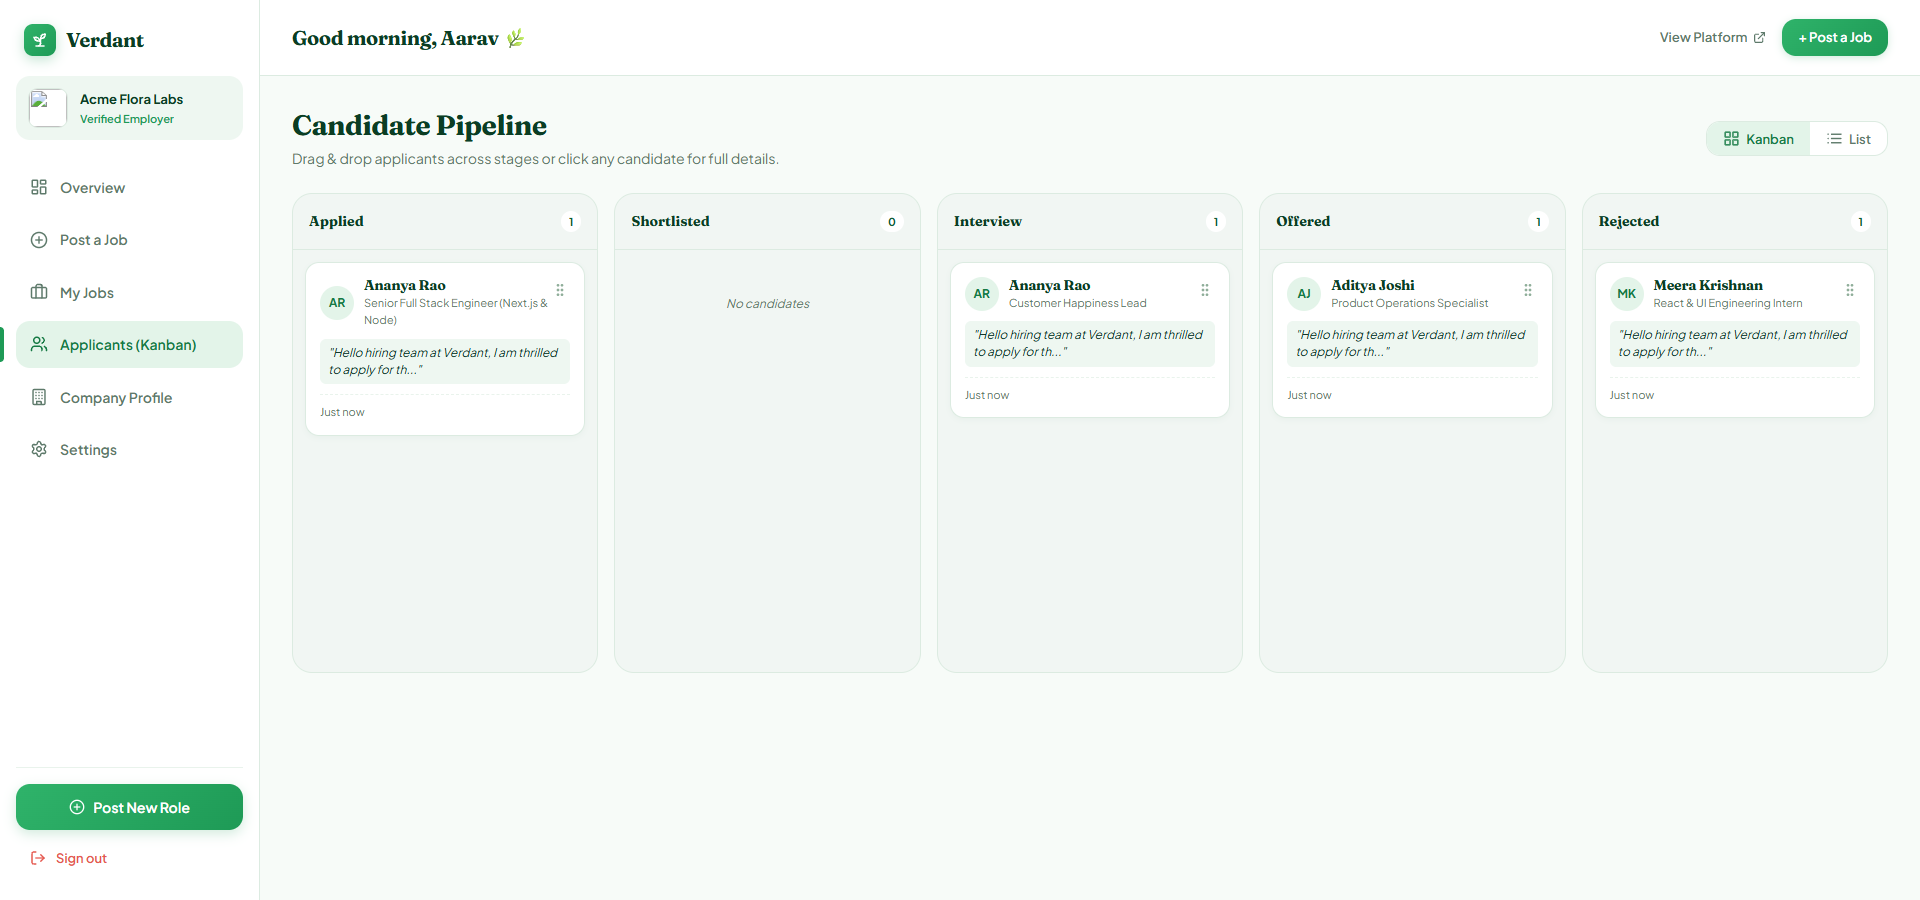 Verdant
Acme Flora Labs
Verified Employer
Overview
Post a Job
My Jobs
Applicants (Kanban)
Company Profile
Settings
Post New Role
Sign out
Good morning, Aarav 🌿
View Platform
+ Post a Job
Candidate Pipeline
Drag & drop applicants across stages or click any candidate for full details.
Kanban
List
Applied
1
AR
Ananya Rao
Senior Full Stack Engineer (Next.js &
Node)
"Hello hiring team at Verdant, I am thrilled
to apply for th..."
Just now
Shortlisted
0
No candidates
Interview
1
AR
Ananya Rao
Customer Happiness Lead
"Hello hiring team at Verdant, I am thrilled
to apply for th..."
Just now
Offered
1
AJ
Aditya Joshi
Product Operations Specialist
"Hello hiring team at Verdant, I am thrilled
to apply for th..."
Just now
Rejected
1
MK
Meera Krishnan
React & UI Engineering Intern
"Hello hiring team at Verdant, I am thrilled
to apply for th..."
Just now